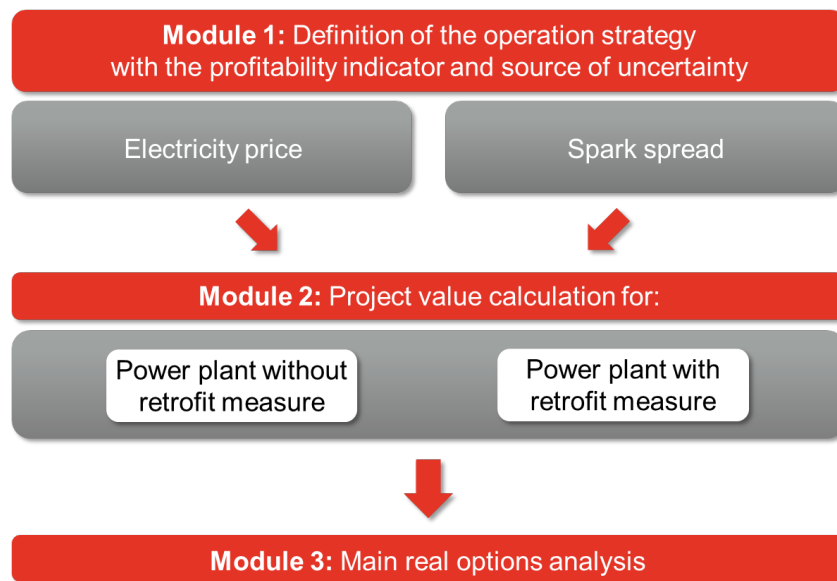 Module 1: Definition of the operation strategy
with the profitability indicator and source of uncertainty
Electricity price
Spark spread
Module 2: Project value calculation for:
Power plant without
retrofit measure
Power plant with
retrofit measure
Module 3: Main real options analysis